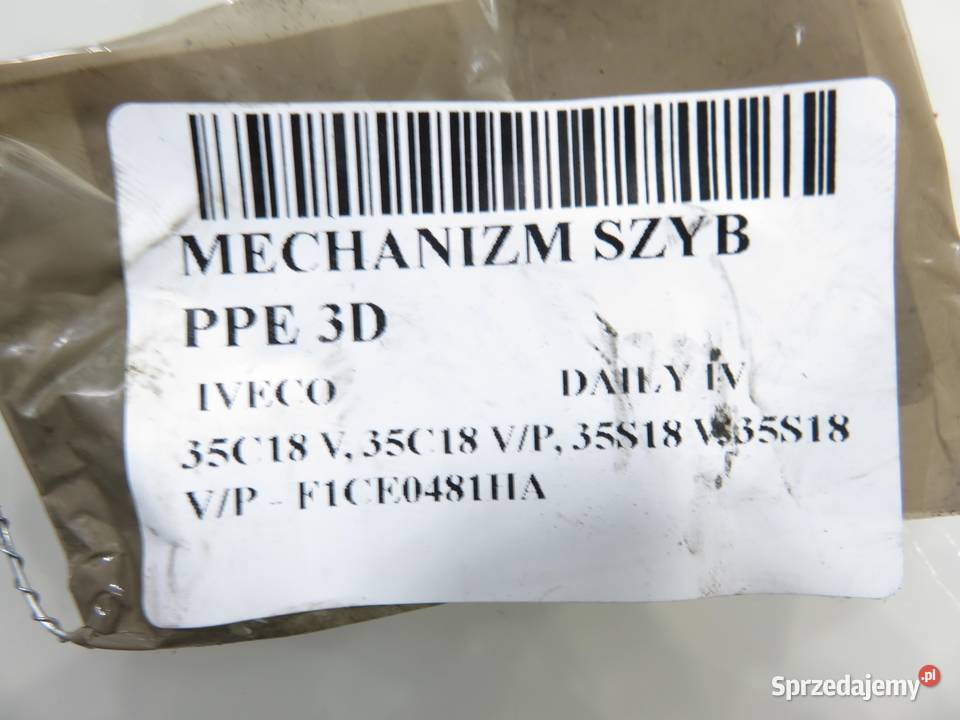 MECHANIZM SZYB
PPE 3D
IVECO DAILY IV
35C18 V, 35C18 V/P, 35S18 V, 35S18
V/P - F1CE0481HA
Sprzedajemy.pl